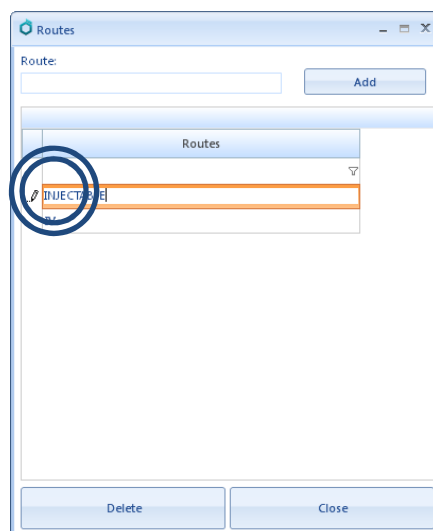 Routes
Route:
Add
Routes
INJECTABLE
Delete Close